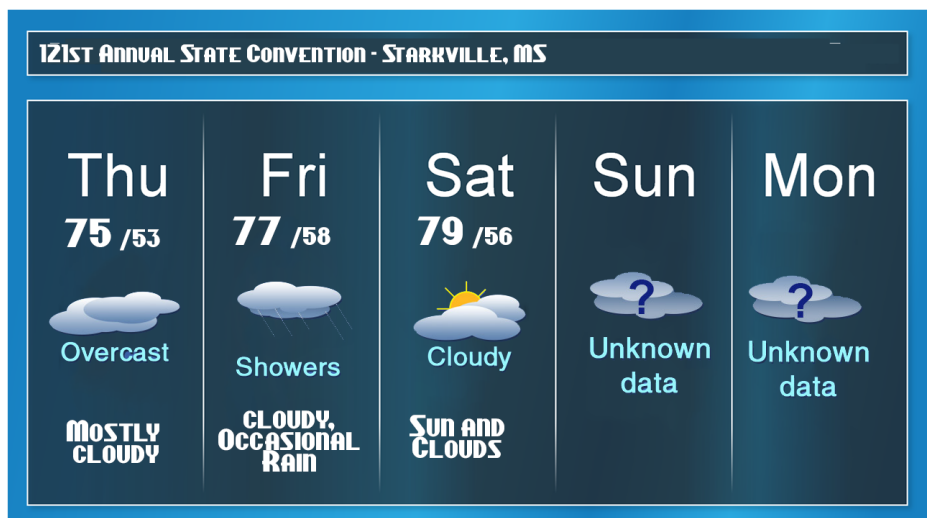 121st Annual State Convention - Starkville, MS
Thu
75 /53
Overcast
Mostly
cloudy
Fri
77 /58
Showers
cloudy,
Occasional
Rain
Sat
79 /56
Cloudy
Sun and
Clouds
Sun
?
Unknown
data
Mon
?
Unknown
data